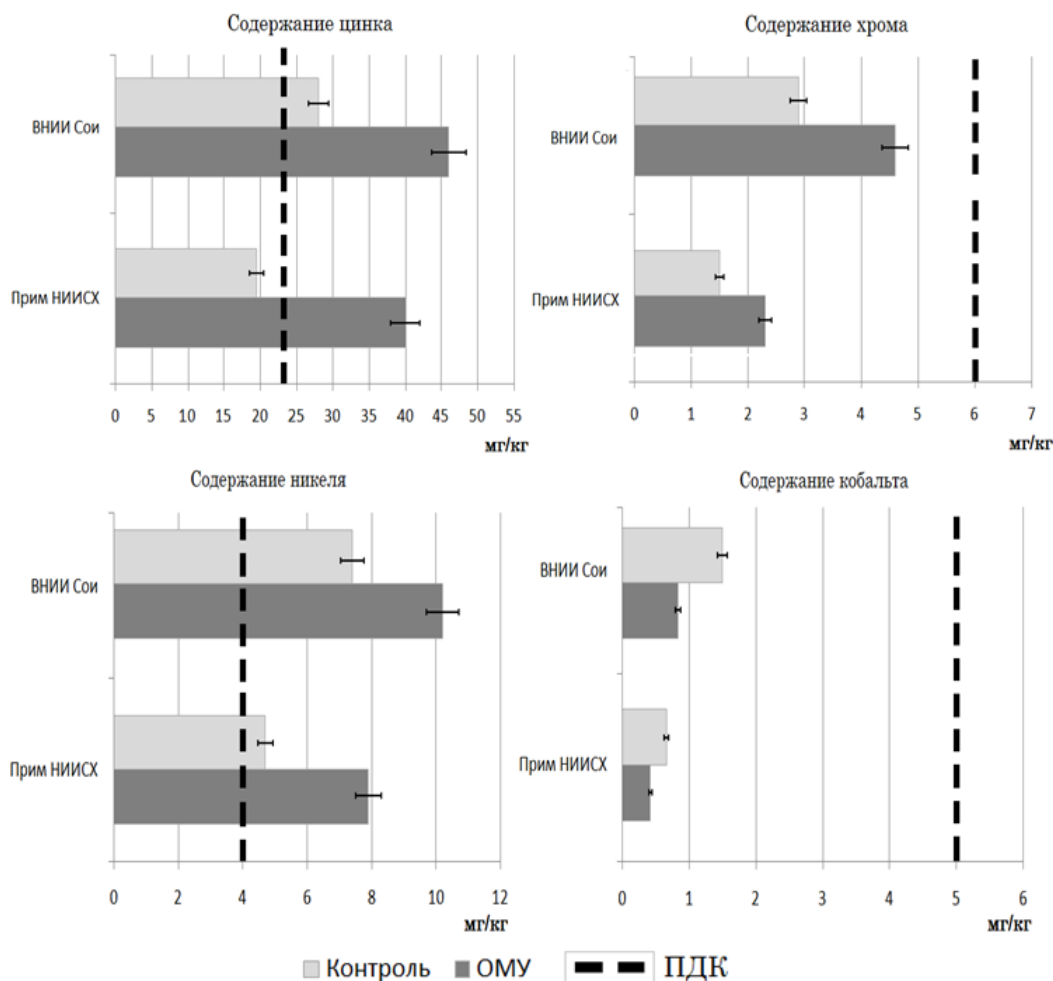 Содержание цинка
ВНИИ Сои
Прим НИИСХ
0 5 10 15 20 25 30 35 40 45 50 55
мг/кг
Содержание хрома
ВНИИ Сои
Прим НИИСХ
0 1 2 3 4 5 6 7
мг/кг
Содержание никеля
ВНИИ Сои
Прим НИИСХ
0 2 4 6 8 10 12
мг/кг
Содержание кобальта
ВНИИ Сои
Прим НИИСХ
0 1 2 3 4 5 6
мг/кг
Контроль ОМУ ПДК